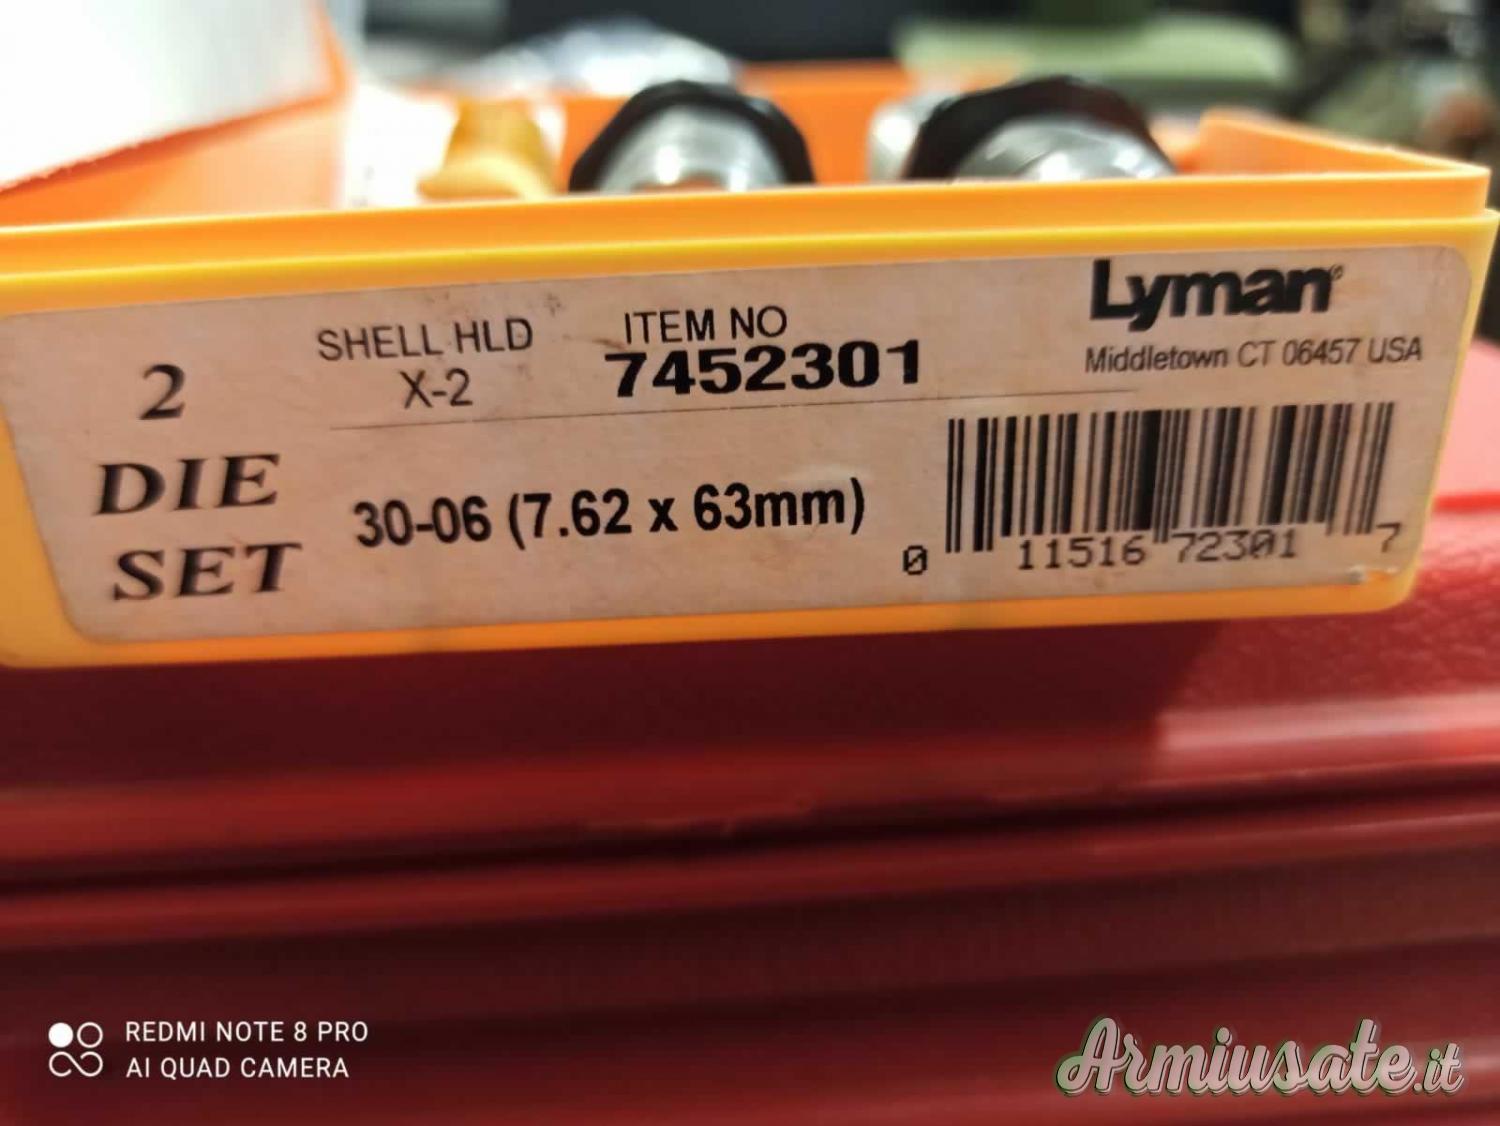 2
DIE
SET
SHELL HLD
X-2
ITEM NO
7452301
Lyman®
Middletown CT 06457 USA
30-06 (7.62 x 63mm)
0 11516 72301 7
REDMI NOTE 8 PRO
AI QUAD CAMERA
Armiusate.it